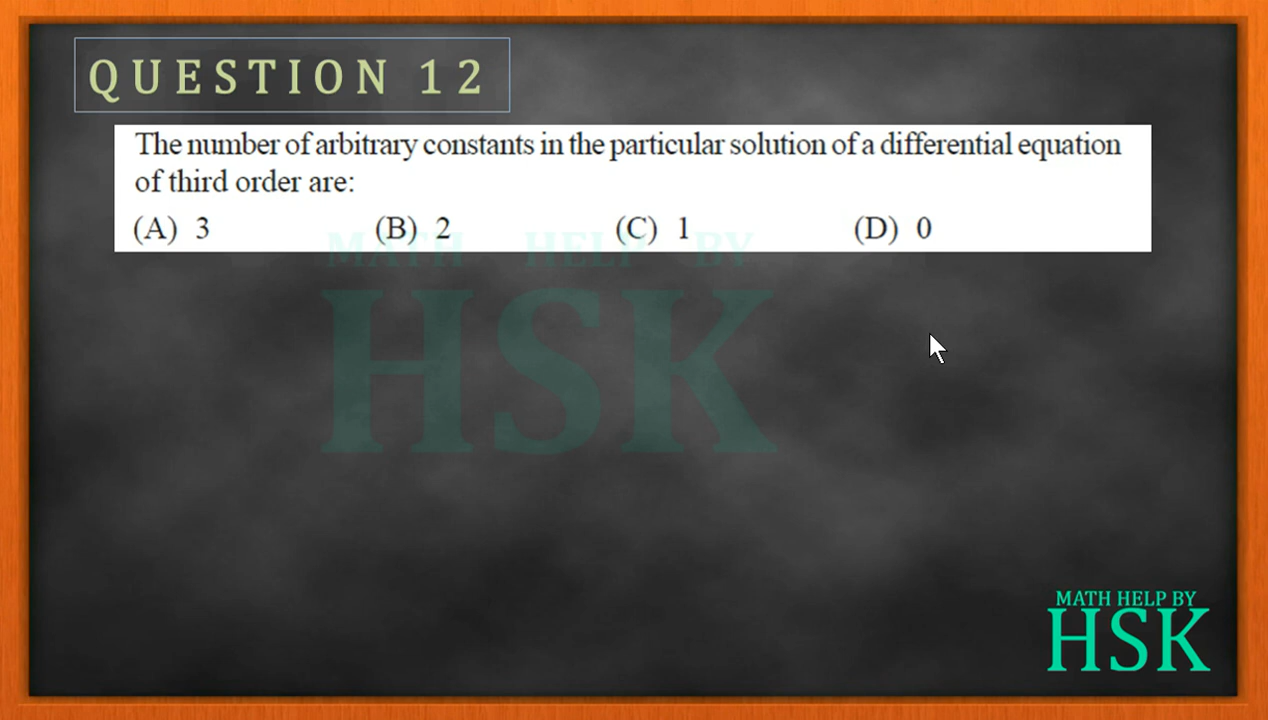 QUESTION 12
The number of arbitrary constants in the particular solution of a differential equation
of third order are:
(A) 3 (B) 2 (C) 1 (D) 0
MATH HELP BY
HSK
MATH HELP BY
HSK